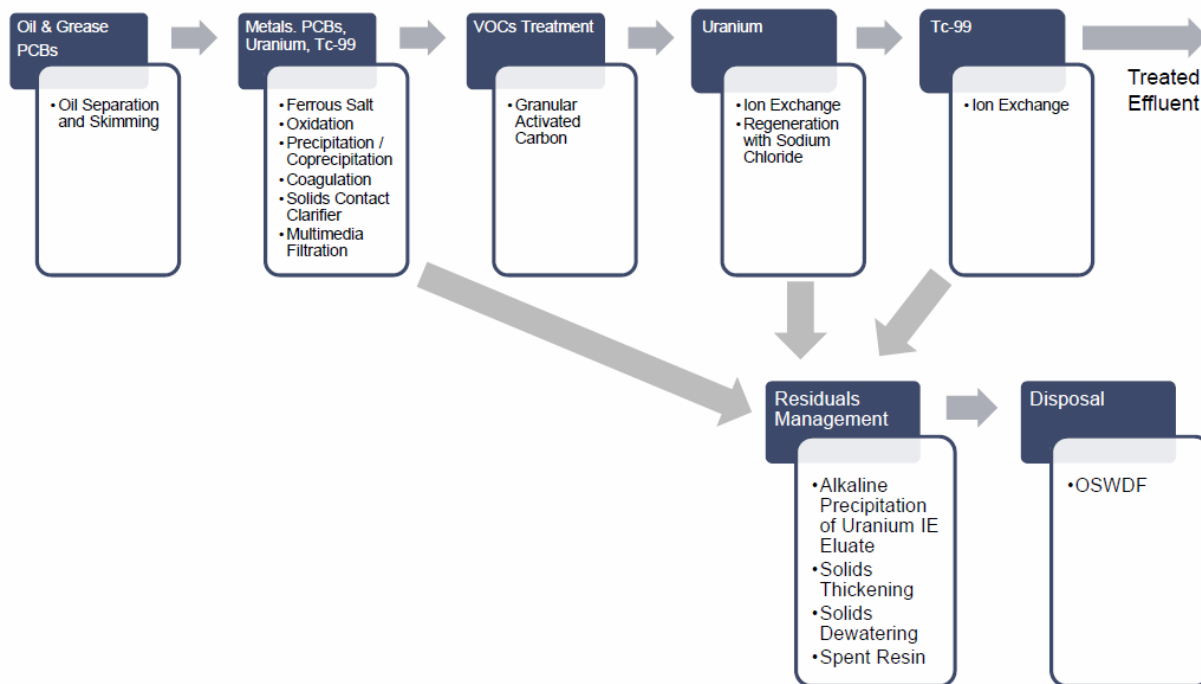 Oil & Grease
PCBs
• Oil Separation
and Skimming
Metals. PCBs,
Uranium, Tc-99
• Ferrous Salt
• Oxidation
• Precipitation /
Coprecipitation
• Coagulation
• Solids Contact
Clarifier
• Multimedia
Filtration
VOCs Treatment
• Granular
Activated
Carbon
Uranium
• Ion Exchange
• Regeneration
with Sodium
Chloride
Tc-99
• Ion Exchange
Treated
Effluent
Residuals
Management
• Alkaline
Precipitation
of Uranium IE
Eluate
• Solids
Thickening
• Solids
Dewatering
• Spent Resin
Disposal
• OSWDF